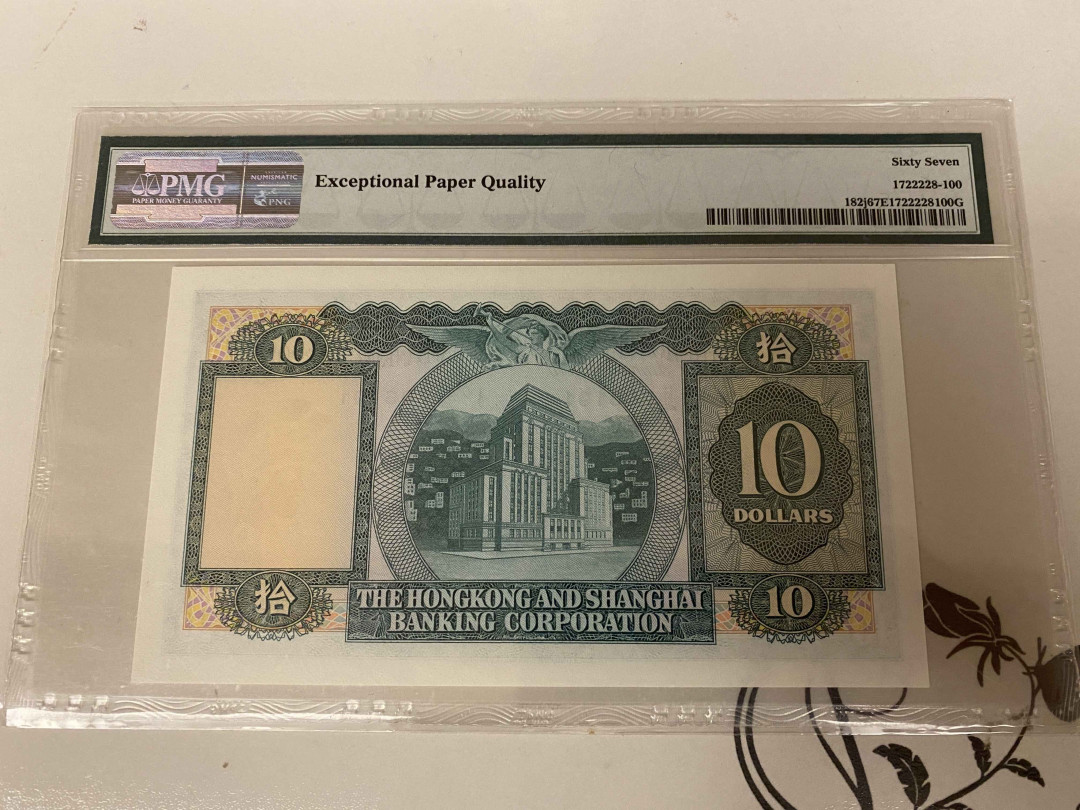 PMG
PAPER MONEY GUARANTY
NUMISMATIC
PNG
Exceptional Paper Quality
Sixty Seven
1722228-100
182j67E1722228100G
10
拾
10
DOLLARS
拾
THE HONGKONG AND SHANGHAI
BANKING CORPORATION
10